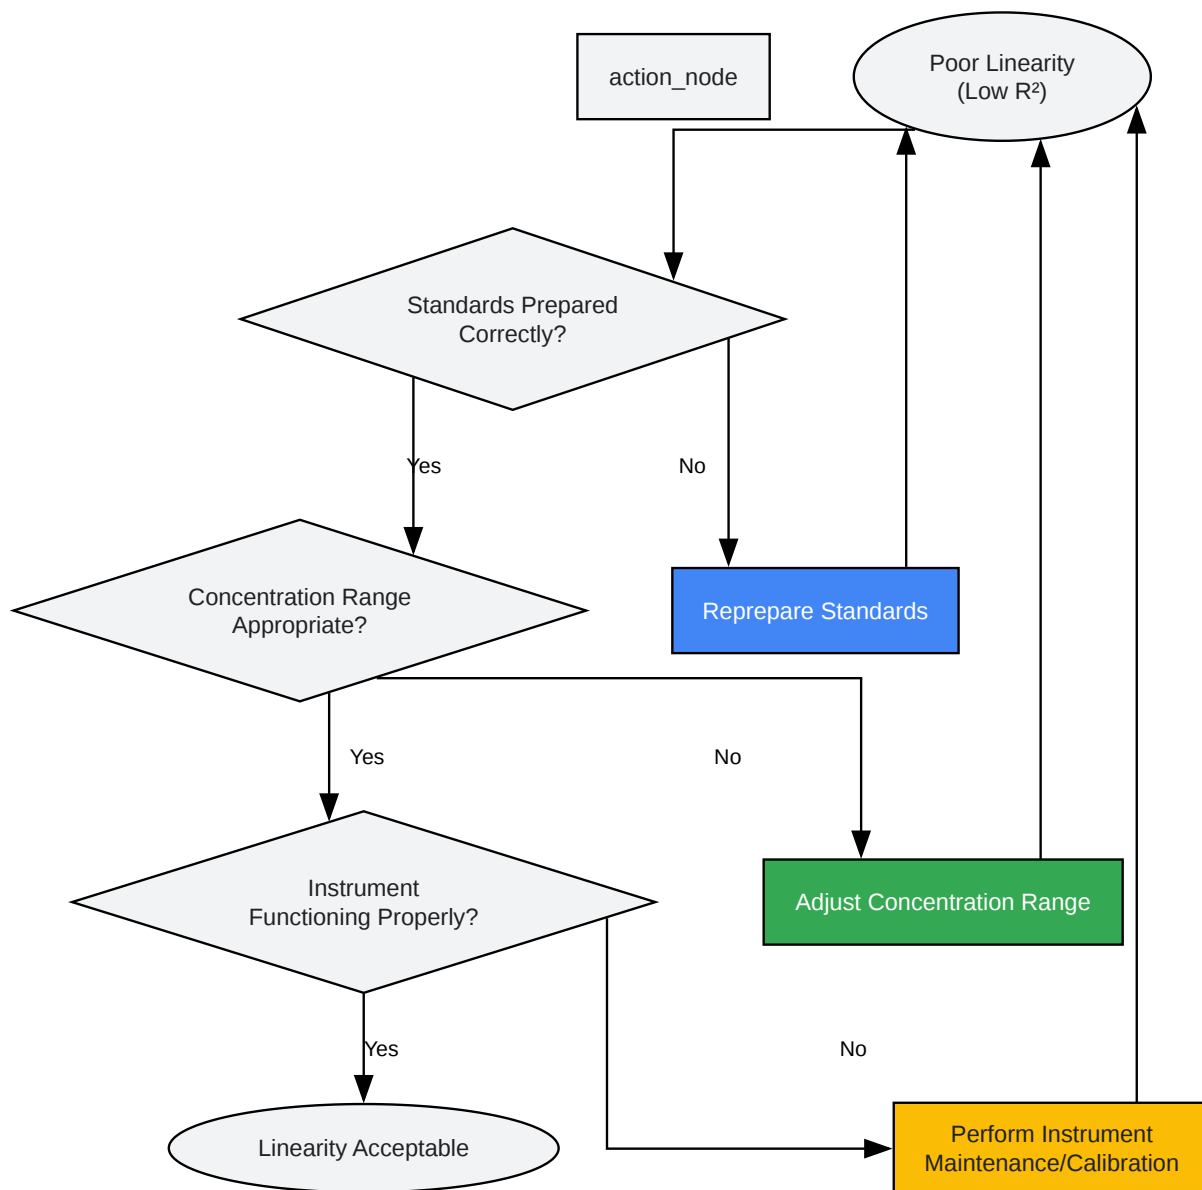 action_node
Poor Linearity
(Low R²)
Standards Prepared
Correctly?
Yes
No
Concentration Range
Appropriate?
Reprepare Standards
Yes
No
Instrument
Functioning Properly?
Adjust Concentration Range
Yes
No
Linearity Acceptable
Perform Instrument
Maintenance/Calibration